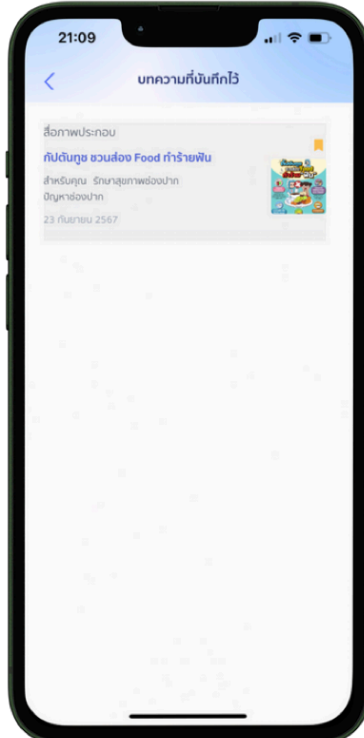 21:09
บทความที่บันทึกไว้
สื่อภาพประกอบ
กัปตันทูซ ชวนส่อง Food ทำร้ายฟัน
สำหรับคุณ รักษาสุขภาพช่องปาก
ปัญหาช่องปาก
23 กันยายน 2567